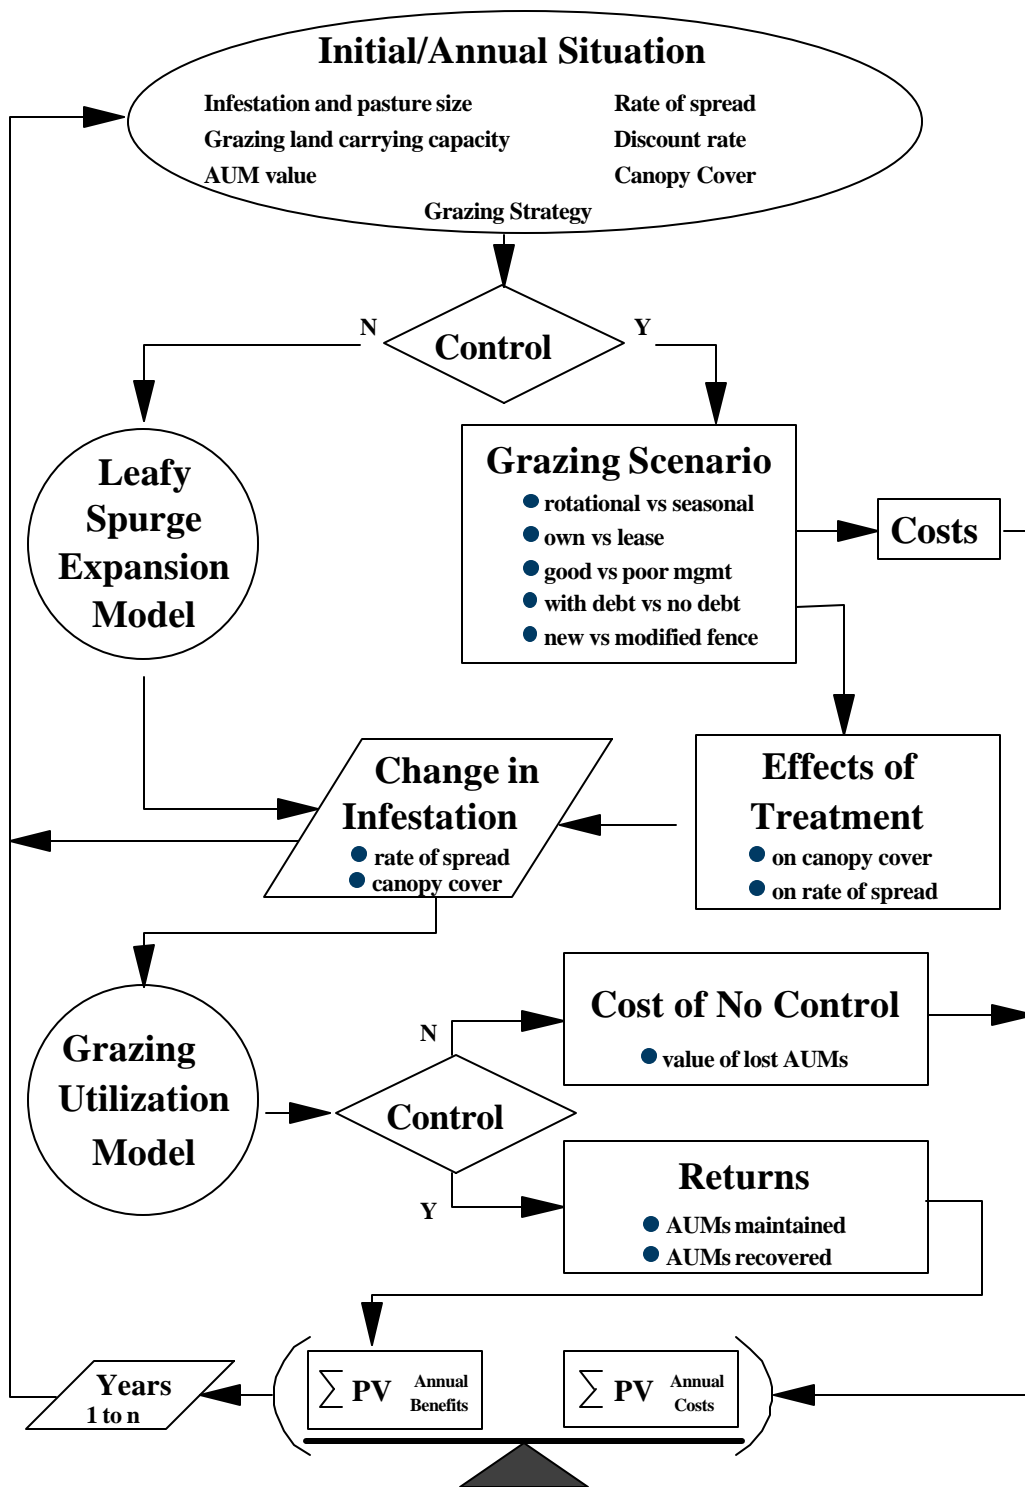 Initial/Annual Situation
Infestation and pasture size
Rate of spread
Grazing land carrying capacity
Discount rate
AUM value
Canopy Cover
Grazing Strategy
N
Y
Control
Leafy
Spurge
Expansion
Model
Grazing Scenario
rotational vs seasonal
own vs lease
good vs poor mgmt
with debt vs no debt
new vs modified fence
Costs
Change in
Infestation
rate of spread
canopy cover
Effects of
Treatment
on canopy cover
on rate of spread
Grazing
Utilization
Model
N
Control
Y
Cost of No Control
value of lost AUMs
Returns
AUMs maintained
AUMs recovered
Years
1 to n
∑ PV Annual
Benefits
∑ PV Annual
Costs